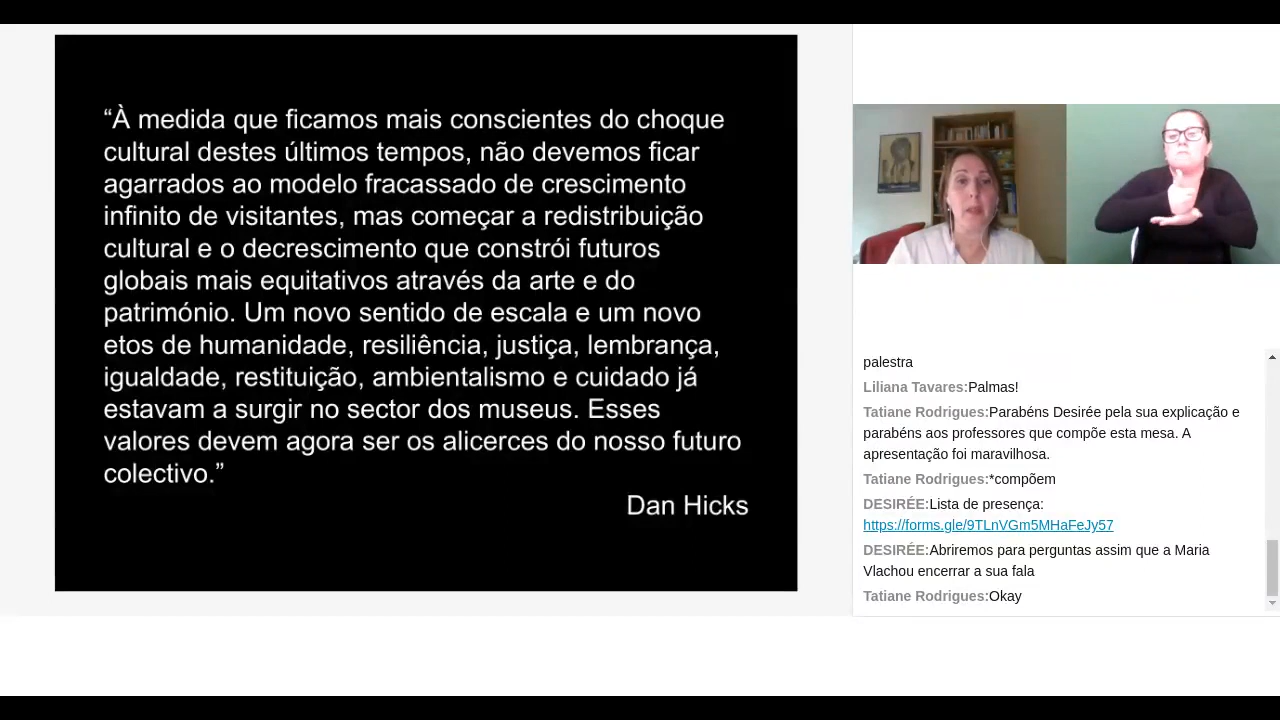 “À medida que ficamos mais conscientes do choque
cultural destes últimos tempos, não devemos ficar
agarrados ao modelo fracassado de crescimento
infinito de visitantes, mas começar a redistribuição
cultural e o decrescimento que constrói futuros
globais mais equitativos através da arte e do
património. Um novo sentido de escala e um novo
etos de humanidade, resiliência, justiça, lembrança,
igualdade, restituição, ambientalismo e cuidado já
estavam a surgir no sector dos museus. Esses
valores devem agora ser os alicerces do nosso futuro
colectivo.”
Dan Hicks
palestra
Liliana Tavares:Palmas!
Tatiane Rodrigues:Parabéns Desirée pela sua explicação e
parabéns aos professores que compõe esta mesa. A
apresentação foi maravilhosa.
Tatiane Rodrigues:*compõem
DESIRÉE:Lista de presença:
https://forms.gle/9TLnVGm5MHaFeJy57
DESIRÉE:Abriremos para perguntas assim que a Maria
Vlachou encerrar a sua fala
Tatiane Rodrigues:Okay